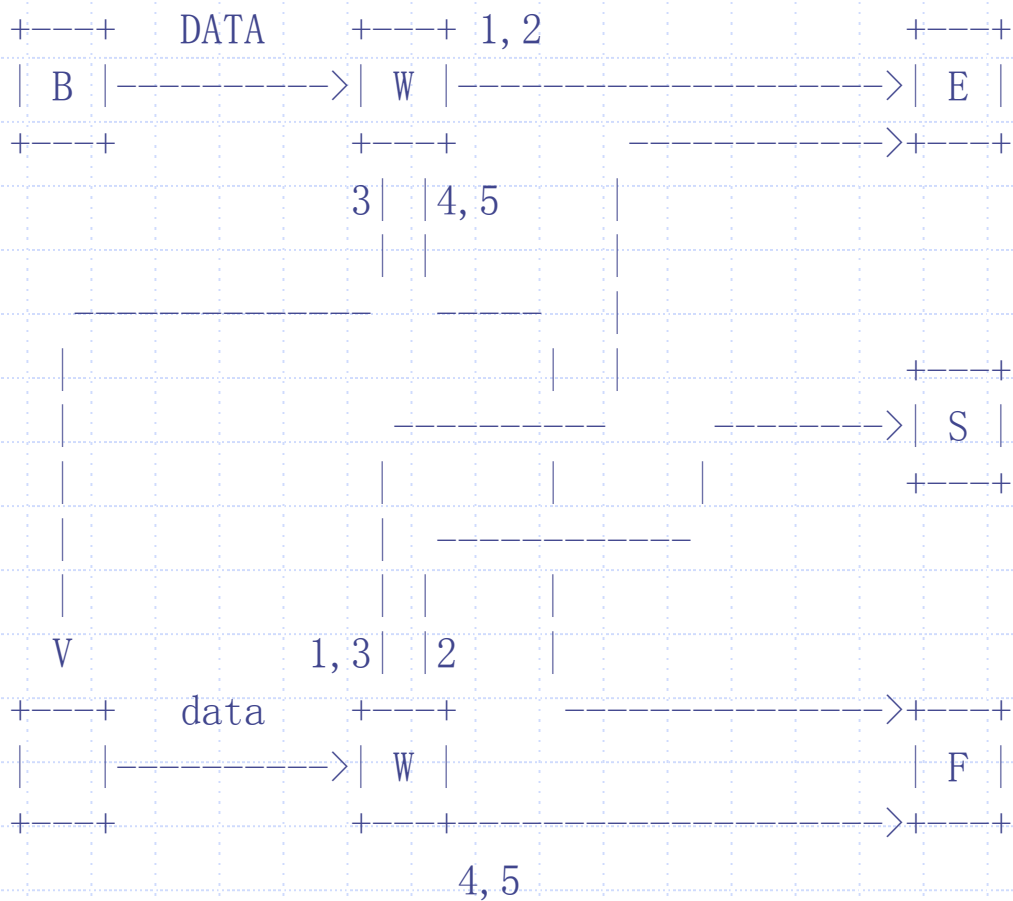 +----+   DATA    +----+ 1,2                 +----+
| B |---------->| W |-------------------->| E |
+----+           +----+        ------------>+----+
3| |4,5     |
| |        |
--------------  -----   |
|                      |  |             +----+
|               ----------    -------->| S |
|              |       |      |         +----+
|              |  ------------
|              | |     |
V           1,3| |2    |
+----+   data    +----+     --------------->+----+
|   |---------->| W |                     | F |
+----+           +----+--------------------->+----+
4,5